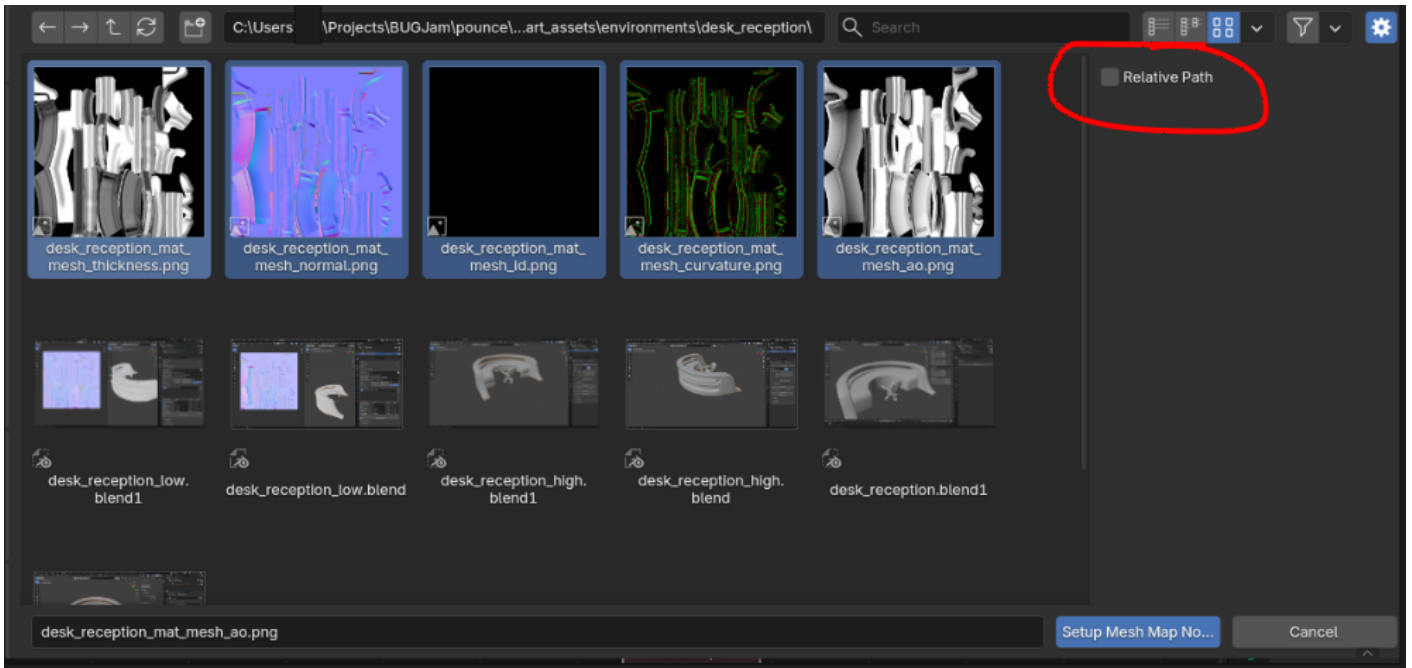 C:\Users\ \Projects\BUGJam\pounce\...art_assets\environments\desk_reception\
Search
Relative Path
desk_reception_mat_
mesh_thickness.png
desk_reception_mat_
mesh_normal.png
desk_reception_mat_
mesh_id.png
desk_reception_mat_
mesh_curvature.png
desk_reception_mat_
mesh_ao.png
desk_reception_low.
blend1
desk_reception_low.blend
desk_reception_high.
blend1
desk_reception_high.
blend
desk_reception.blend1
desk_reception_mat_mesh_ao.png
Setup Mesh Map No...
Cancel